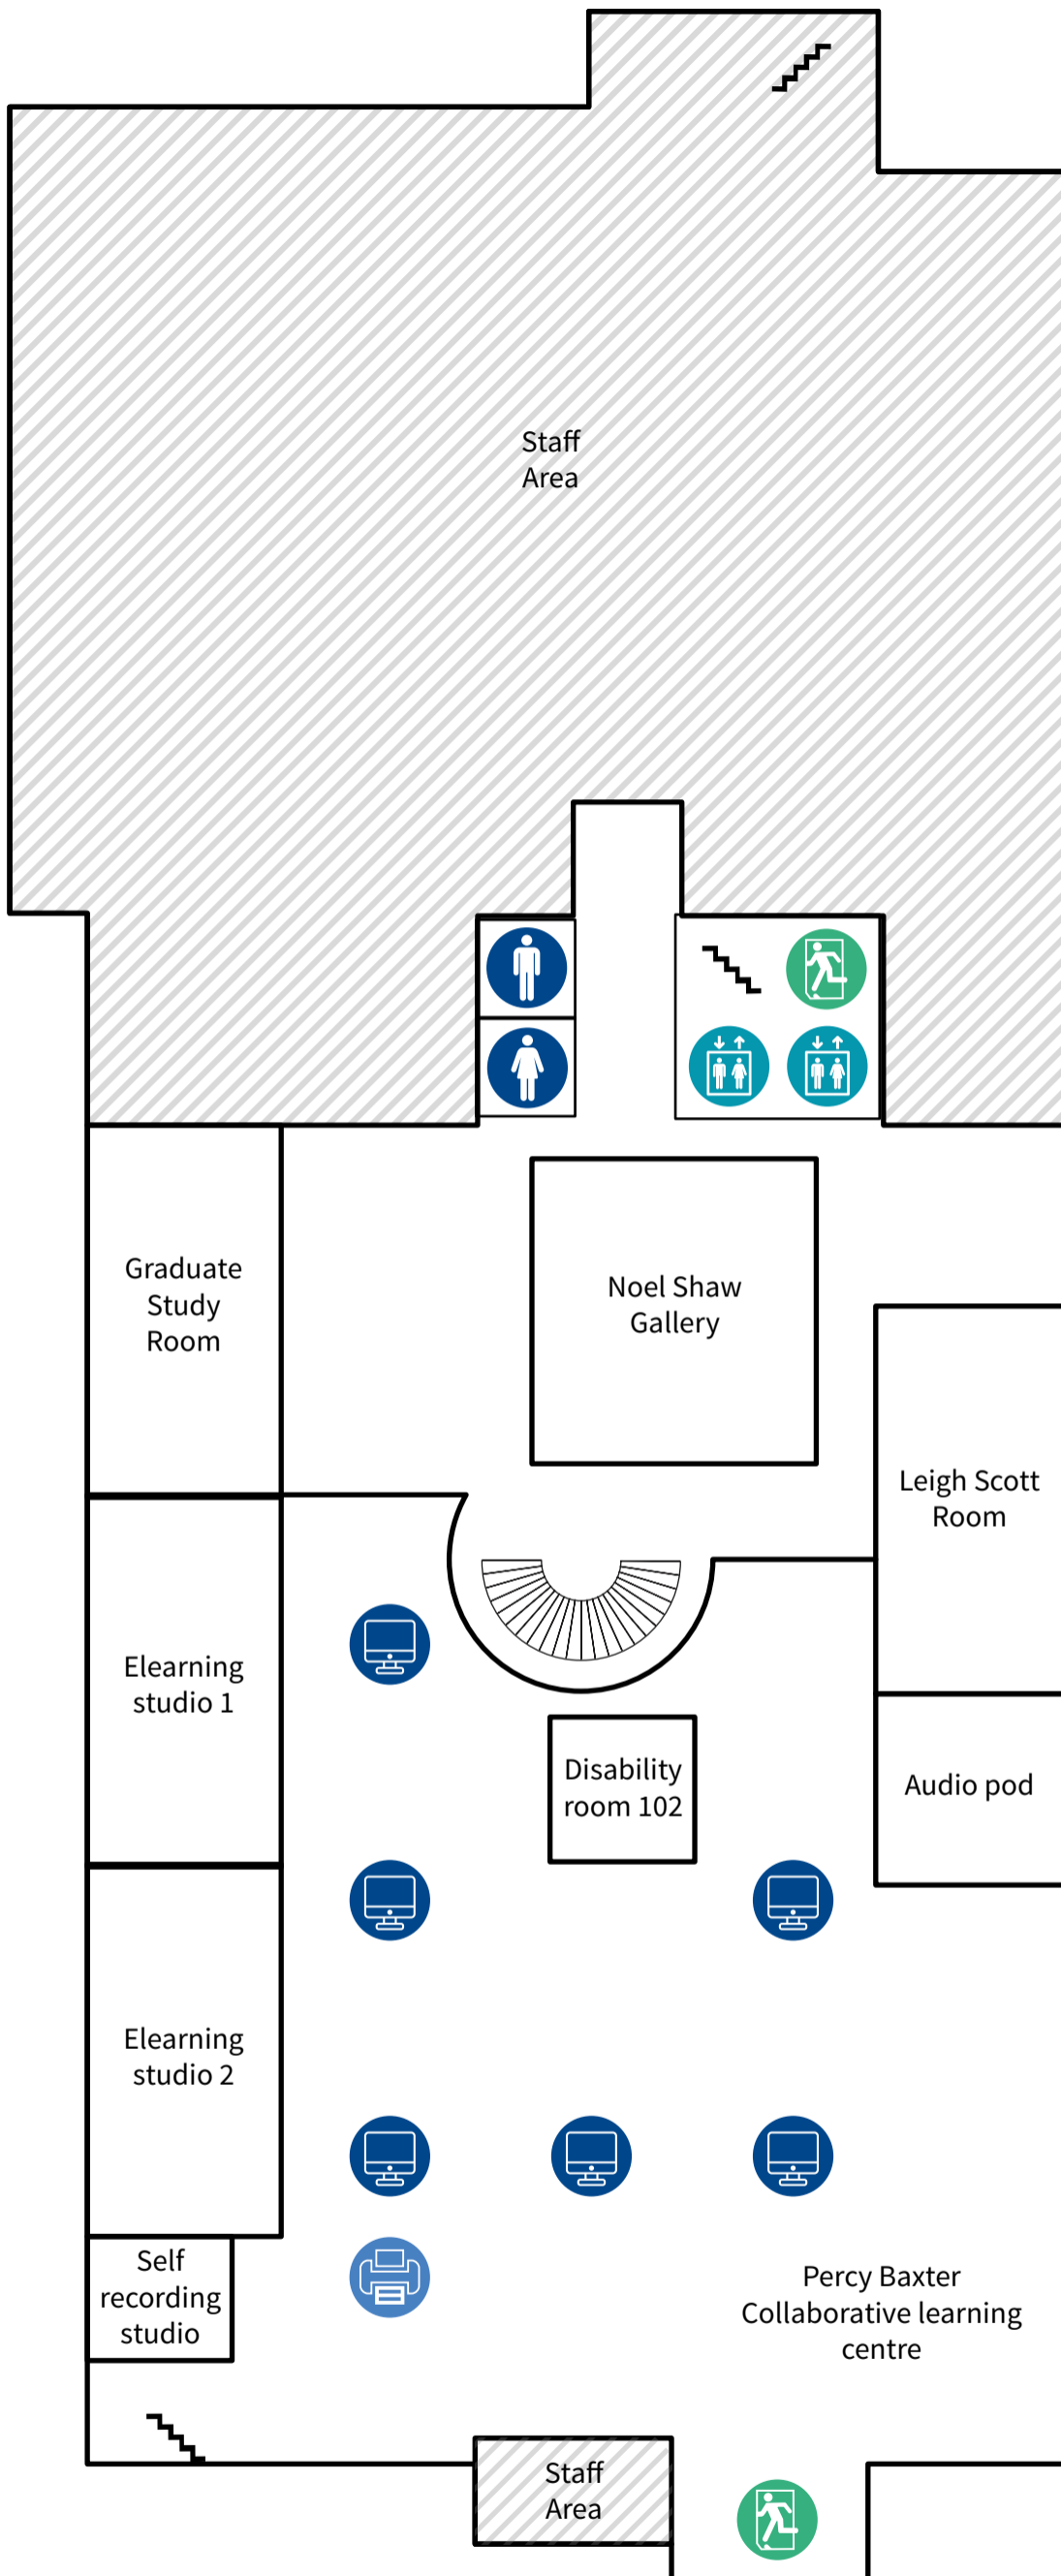 Staff
Area
Graduate
Study
Room
Noel Shaw
Gallery
Leigh Scott
Room
Elearning
studio 1
Disability
room 102
Audio pod
Elearning
studio 2
Self
recording
studio
Percy Baxter
Collaborative learning
centre
Staff
Area